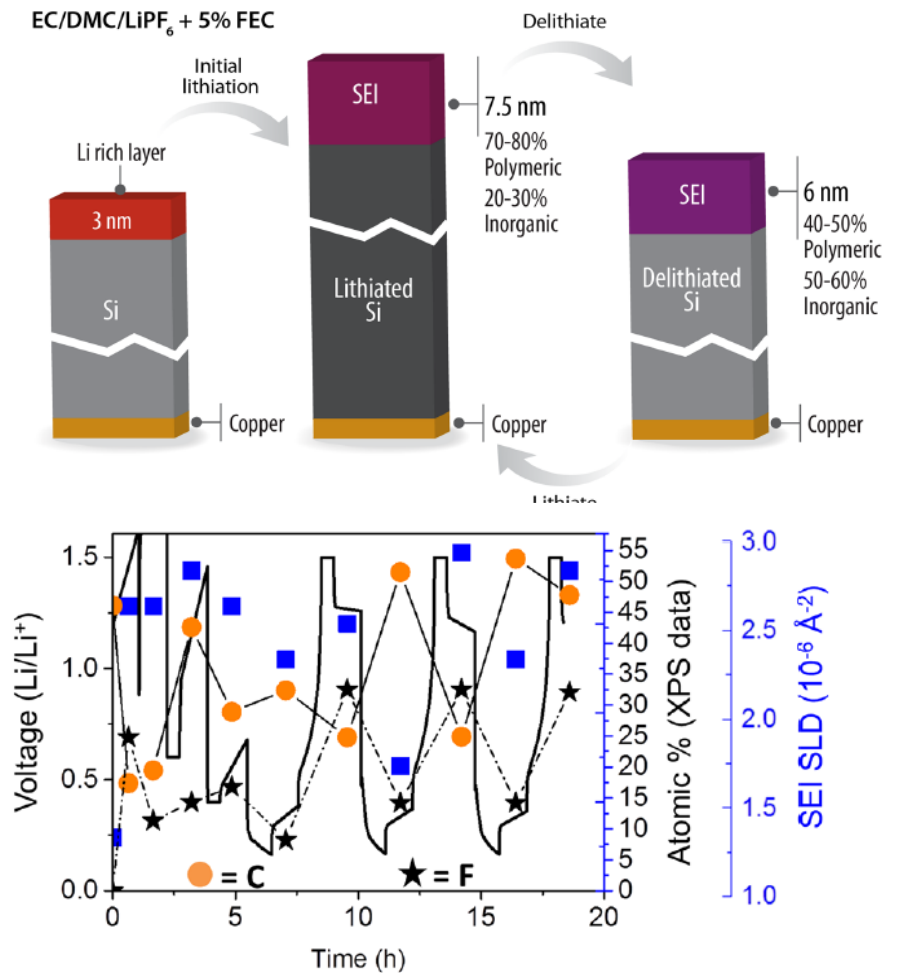 EC/DMC/LiPF6 + 5% FEC
Delithiate
Initial
lithiation
SEI
7.5 nm
70-80%
Polymeric
20-30%
Inorganic
Li rich layer
3 nm
SEI
6 nm
40-50%
Polymeric
50-60%
Inorganic
Si
Lithiated
Si
Delithiated
Si
Copper
Copper
Copper
Lithiate
Voltage (Li/Li+)
1.5
1.0
0.5
0.0
0
5
10
15
20
Time (h)
= C
= F
55
50
45
40
35
30
25
20
15
10
5
0
Atomic % (XPS data)
3.0
2.5
2.0
1.5
1.0
SEI SLD (10-6 Å-2)